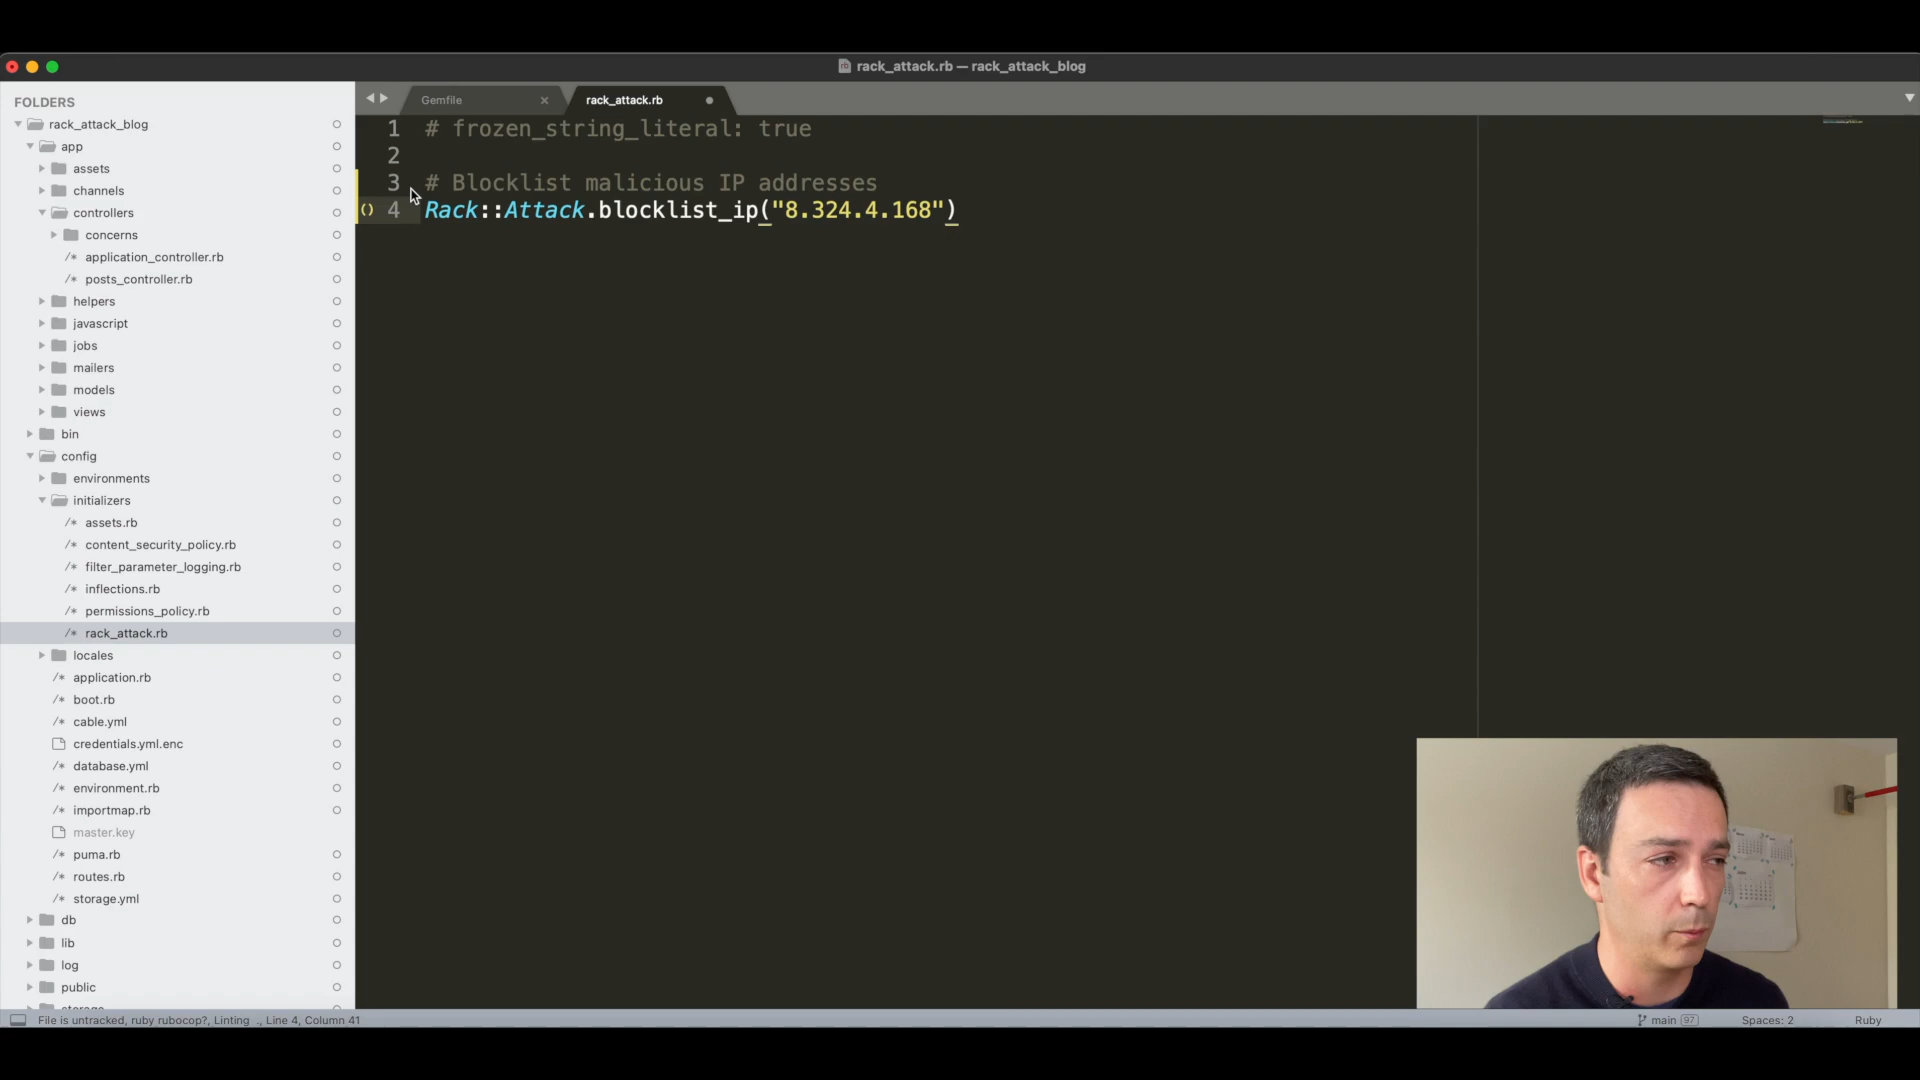 rack_attack.rb — rack_attack_blog
FOLDERS
rack_attack_blog
app
assets
channels
controllers
concerns
/* application_controller.rb
/* posts_controller.rb
helpers
javascript
jobs
mailers
models
views
bin
config
environments
initializers
/* assets.rb
/* content_security_policy.rb
/* filter_parameter_logging.rb
/* inflections.rb
/* permissions_policy.rb
/* rack_attack.rb
locales
/* application.rb
/* boot.rb
/* cable.yml
credentials.yml.enc
/* database.yml
/* environment.rb
/* importmap.rb
master.key
/* puma.rb
/* routes.rb
/* storage.yml
db
lib
log
public
storage
Gemfile
rack_attack.rb
1 # frozen_string_literal: true
2
3 # Blocklist malicious IP addresses
() 4 Rack::Attack.blocklist_ip("8.324.4.168")
File is untracked, ruby rubocop?, Linting ., Line 4, Column 41
main 97
Spaces: 2
Ruby